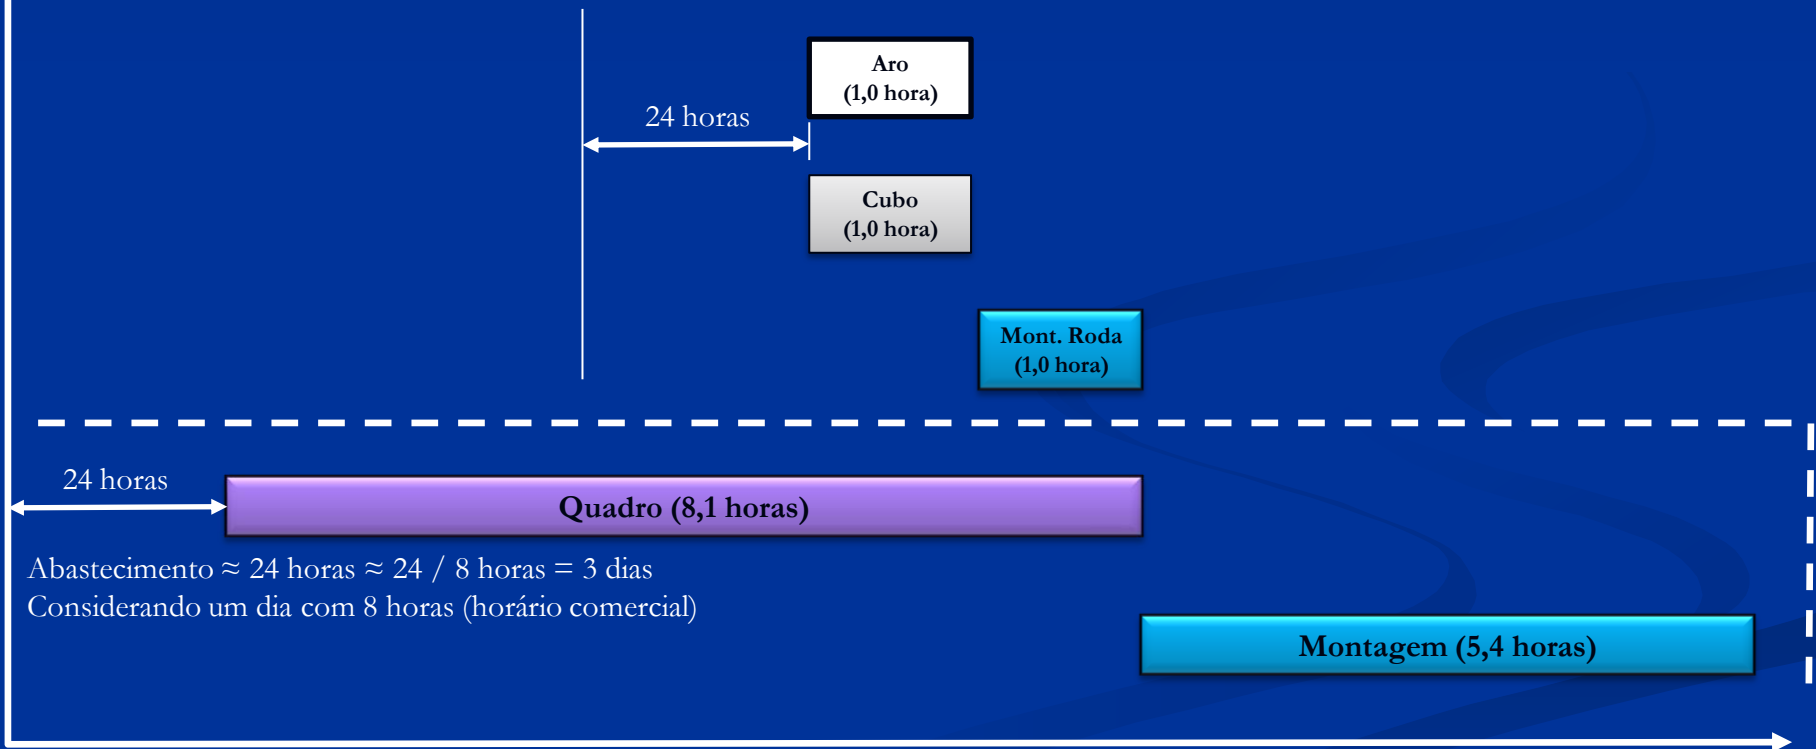 Aro
(1,0 hora)
24 horas
Cubo
(1,0 hora)
Mont. Roda
(1,0 hora)
24 horas
Quadro (8,1 horas)
Abastecimento ≈ 24 horas ≈ 24 / 8 horas = 3 dias
Considerando um dia com 8 horas (horário comercial)
Montagem (5,4 horas)